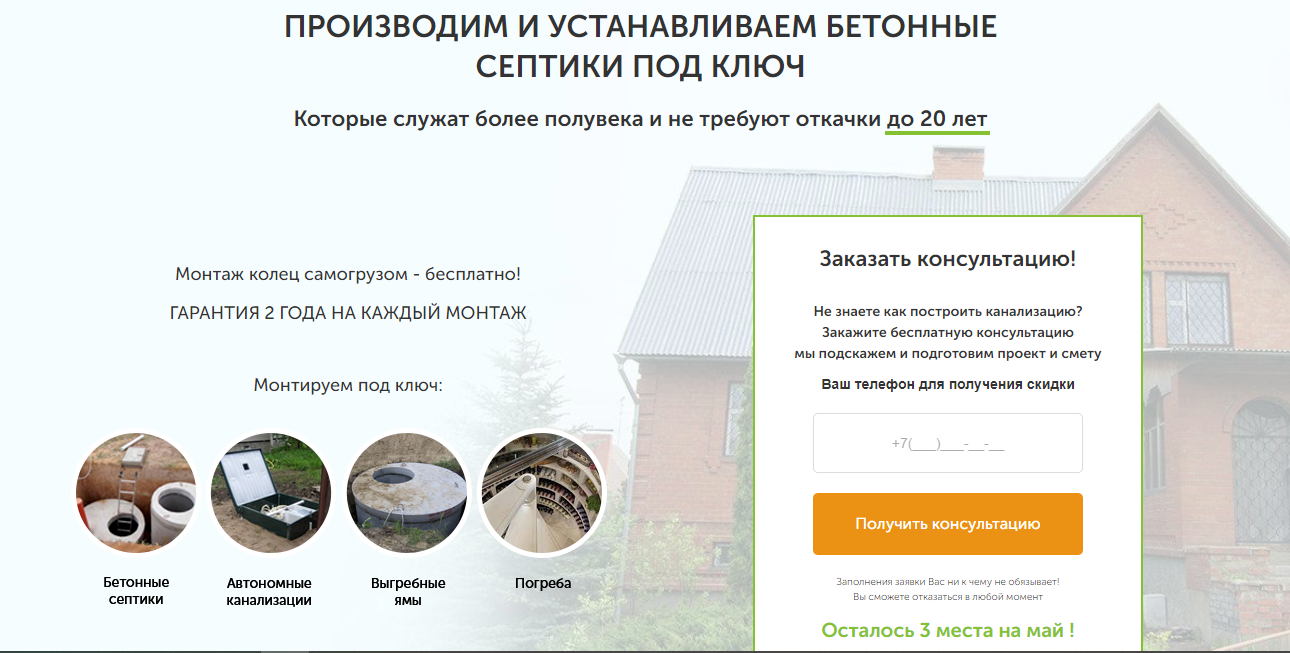 ПРОИЗВОДИМ И УСТАНАВЛИВАЕМ БЕТОННЫЕ
СЕПТИКИ ПОД КЛЮЧ
Которые служат более полувека и не требуют откачки до 20 лет
Монтаж колец самогрузом - бесплатно!
ГАРАНТИЯ 2 ГОДА НА КАЖДЫЙ МОНТАЖ
Монтируем под ключ:
Бетонные
септики
Автономные
канализации
Выгребные
ямы
Погреба
Заказать консультацию!
Не знаете как построить канализацию?
Закажите бесплатную консультацию
мы подскажем и подготовим проект и смету
Ваш телефон для получения скидки
+7(___)___-__-__
Получить консультацию
Заполнения заявки Вас ни к чему не обязывает!
Вы сможете отказаться в любой момент
Осталось 3 места на май !